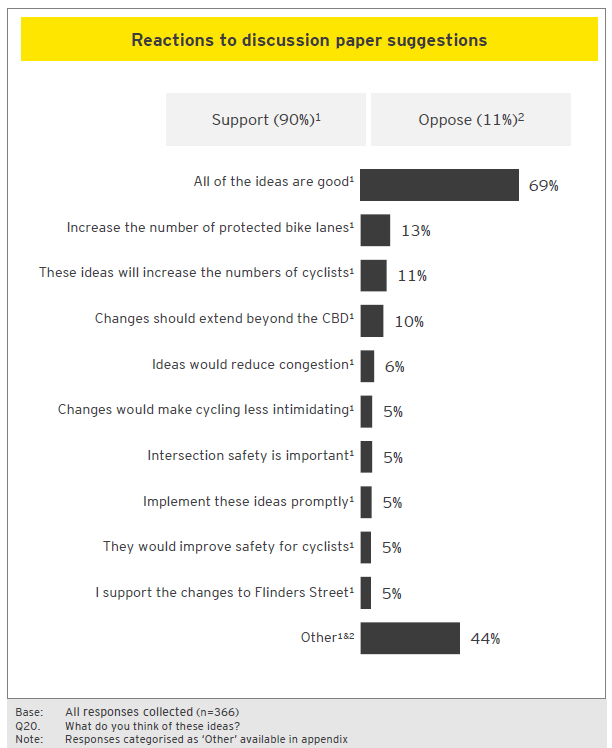 Reactions to discussion paper suggestions
Support (90%)¹
Oppose (11%)²
All of the ideas are good¹ 69%
Increase the number of protected bike lanes¹ 13%
These ideas will increase the numbers of cyclists¹ 11%
Changes should extend beyond the CBD¹ 10%
Ideas would reduce congestion¹ 6%
Changes would make cycling less intimidating¹ 5%
Intersection safety is important¹ 5%
Implement these ideas promptly¹ 5%
They would improve safety for cyclists¹ 5%
I support the changes to Flinders Street¹ 5%
Other¹&² 44%
Base: All responses collected (n=366)
Q20. What do you think of these ideas?
Note: Responses categorised as ‘Other’ available in appendix